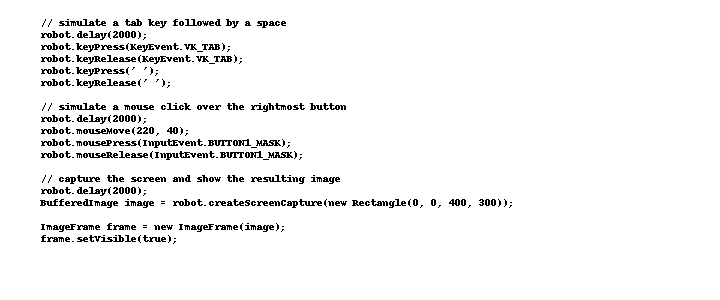 // simulate a tab key followed by a space
robot.delay(2000);
robot.keyPress(KeyEvent.VK_TAB);
robot.keyRelease(KeyEvent.VK_TAB);
robot.keyPress(' ');
robot.keyRelease(' ');
// simulate a mouse click over the rightmost button
robot.delay(2000);
robot.mouseMove(220, 40);
robot.mousePress(InputEvent.BUTTON1_MASK);
robot.mouseRelease(InputEvent.BUTTON1_MASK);
// capture the screen and show the resulting image
robot.delay(2000);
BufferedImage image = robot.createScreenCapture(new Rectangle(0, 0, 400, 300));
ImageFrame frame = new ImageFrame(image);
frame.setVisible(true);